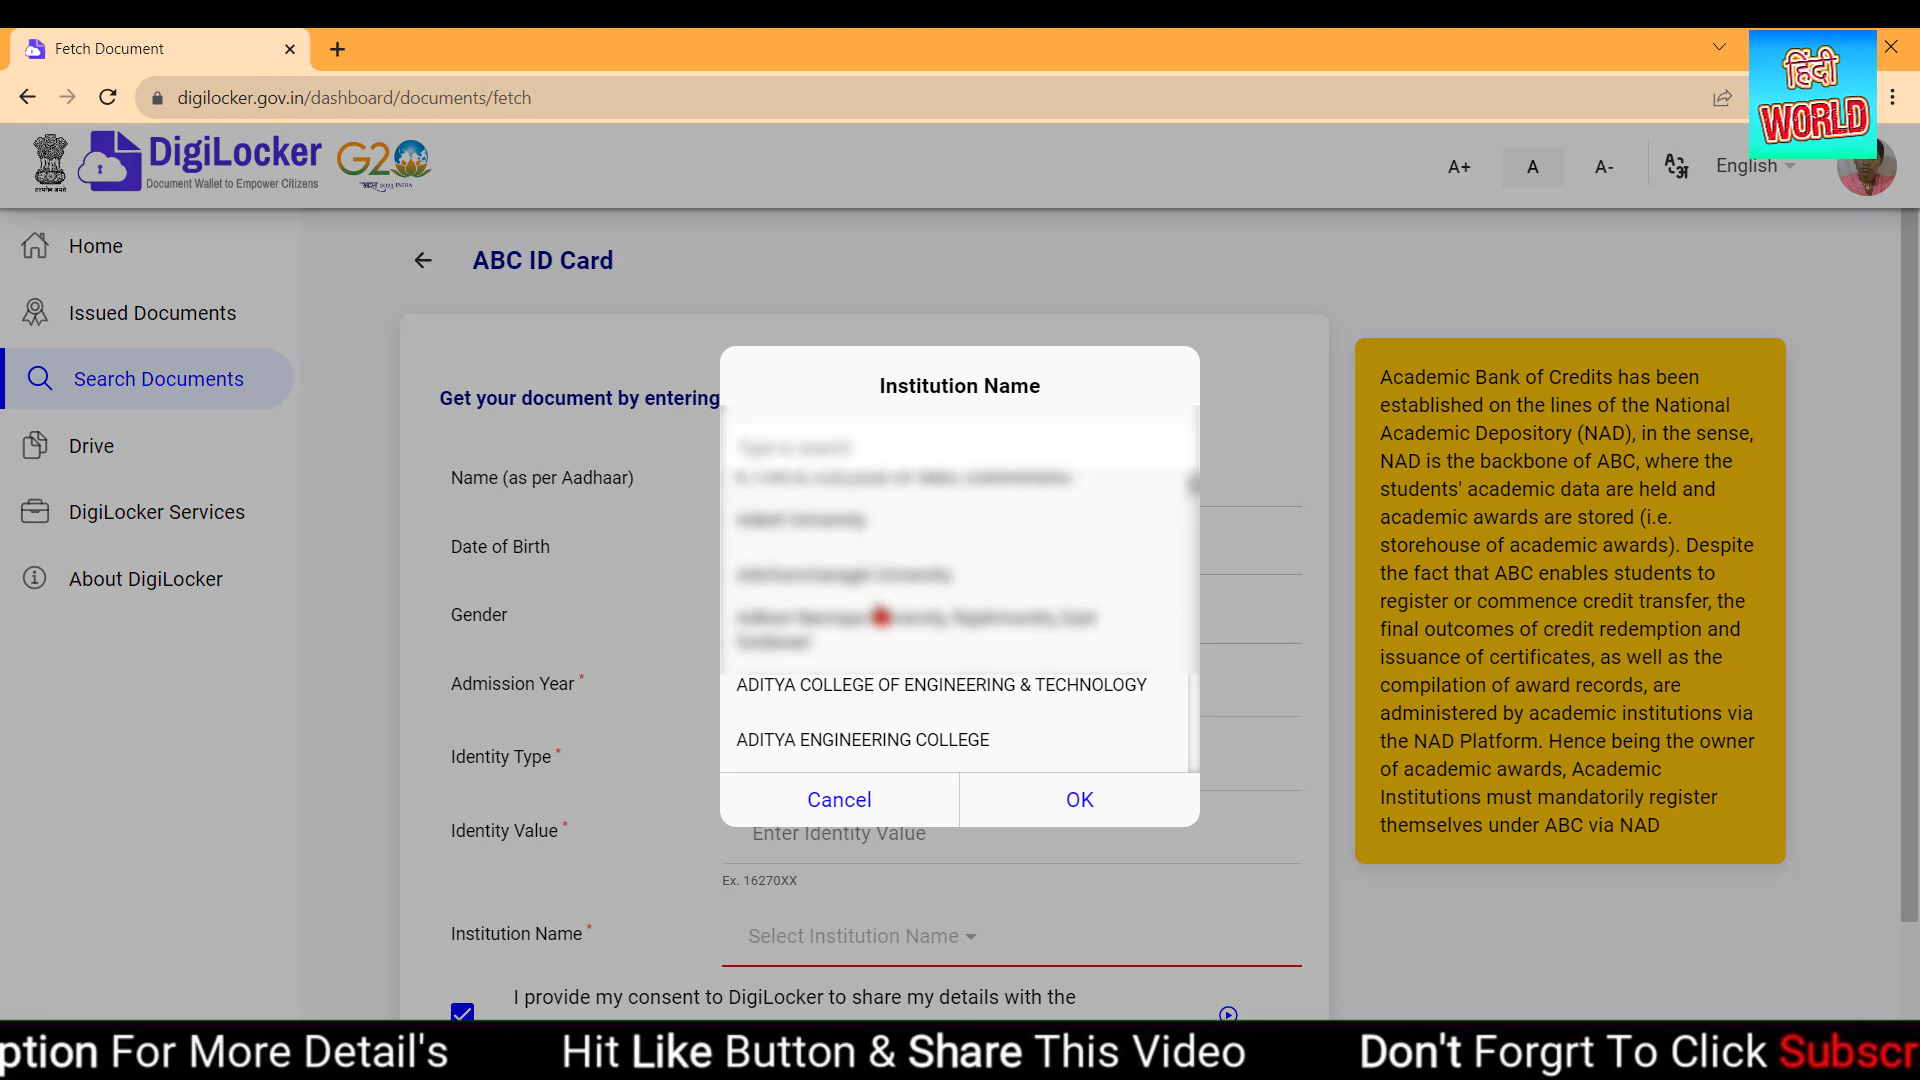 Fetch Document
digilocker.gov.in/dashboard/documents/fetch
हिंदी
WORLD
DigiLocker
Document Wallet to Empower Citizens
G20
A+
A
A-
English
Home
Issued Documents
Search Documents
Drive
DigiLocker Services
About DigiLocker
ABC ID Card
Get your document by entering
Name (as per Aadhaar)
Date of Birth
Gender
Admission Year *
Identity Type *
Identity Value *
Enter Identity Value
Ex. 16270XX
Institution Name *
Select Institution Name
I provide my consent to DigiLocker to share my details with the
Institution Name
Type to search
ADITYA COLLEGE OF ENGINEERING & TECHNOLOGY
ADITYA ENGINEERING COLLEGE
Cancel
OK
Academic Bank of Credits has been
established on the lines of the National
Academic Depository (NAD), in the sense,
NAD is the backbone of ABC, where the
students' academic data are held and
academic awards are stored (i.e.
storehouse of academic awards). Despite
the fact that ABC enables students to
register or commence credit transfer, the
final outcomes of credit redemption and
issuance of certificates, as well as the
compilation of award records, are
administered by academic institutions via
the NAD Platform. Hence being the owner
of academic awards, Academic
Institutions must mandatorily register
themselves under ABC via NAD
ption For More Detail's Hit Like Button & Share This Video Don't Forgrt To Click Subscr